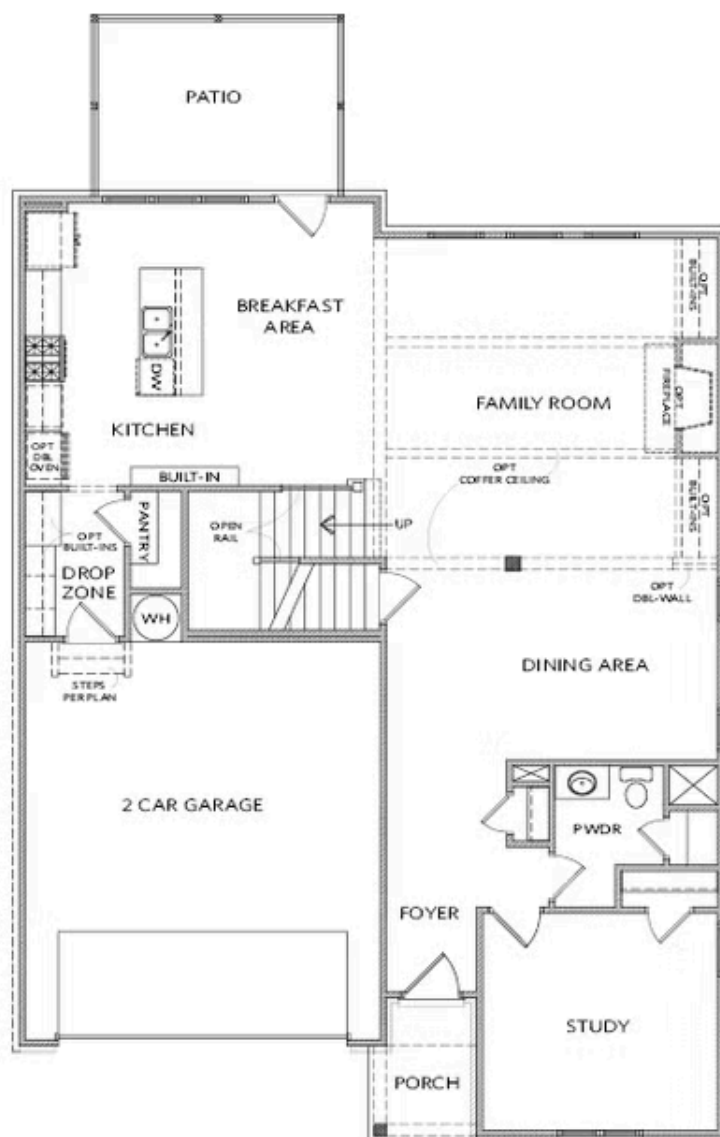 PATIO
BREAKFAST
AREA
OPT
BUILT-INS
DW
FAMILY ROOM
OPT
FIREPLACE
KITCHEN
OPT
DBL
OVEN
BUILT-IN
OPT
COFFER CEILING
OPT
BUILT-INS
OPEN
RAIL
UP
PANTRY
OPT
BUILT-INS
DROP
ZONE
WH
OPT
DBL-WALL
STEPS
PER PLAN
DINING AREA
2 CAR GARAGE
PWDR
FOYER
STUDY
PORCH